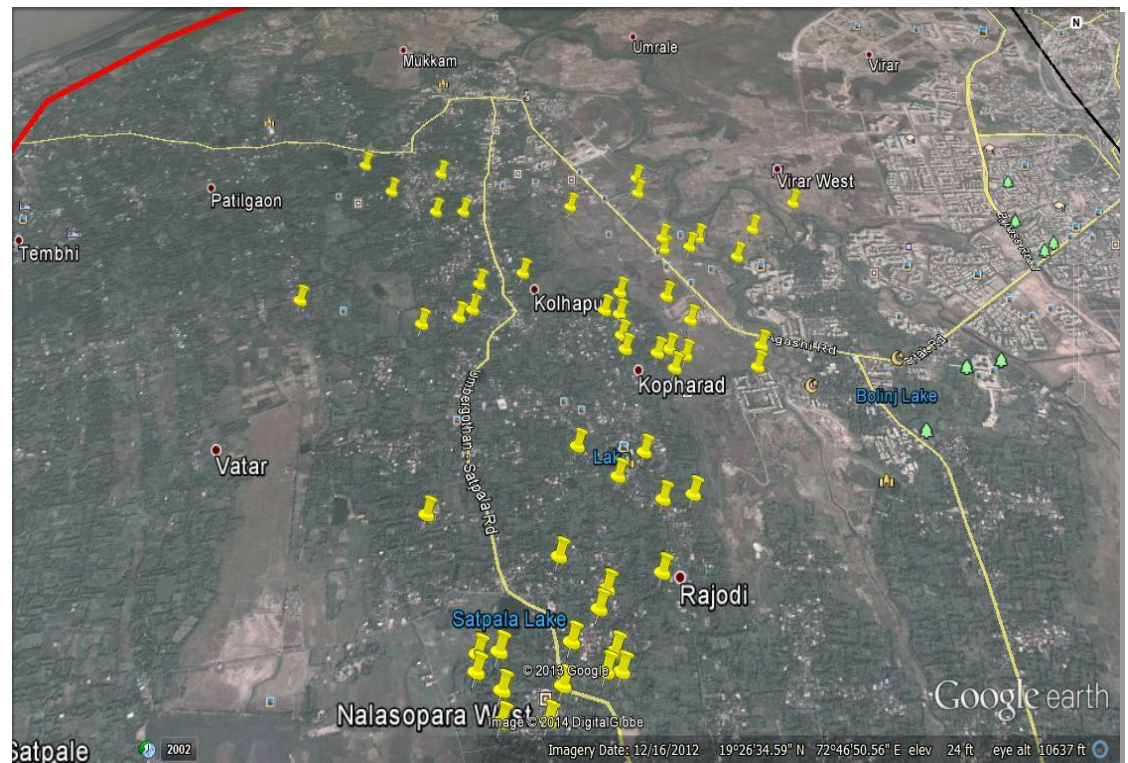 N
Umrale
Mukkam
Virar
Virar West
Patilgaon
Tembhi
Kolhapu
Agashi Rd
Kopharad
Bolinj Lake
Vatar
Umbergothan - Satpala Rd
Rajodi
Satpala Lake
© 2013 Google
Nalasopara West
Image © 2014 DigitalGlobe
Google earth
Satpale
2002
Imagery Date: 12/16/2012 19°26'34.59" N 72°46'50.56" E elev 24 ft eye alt 10637 ft